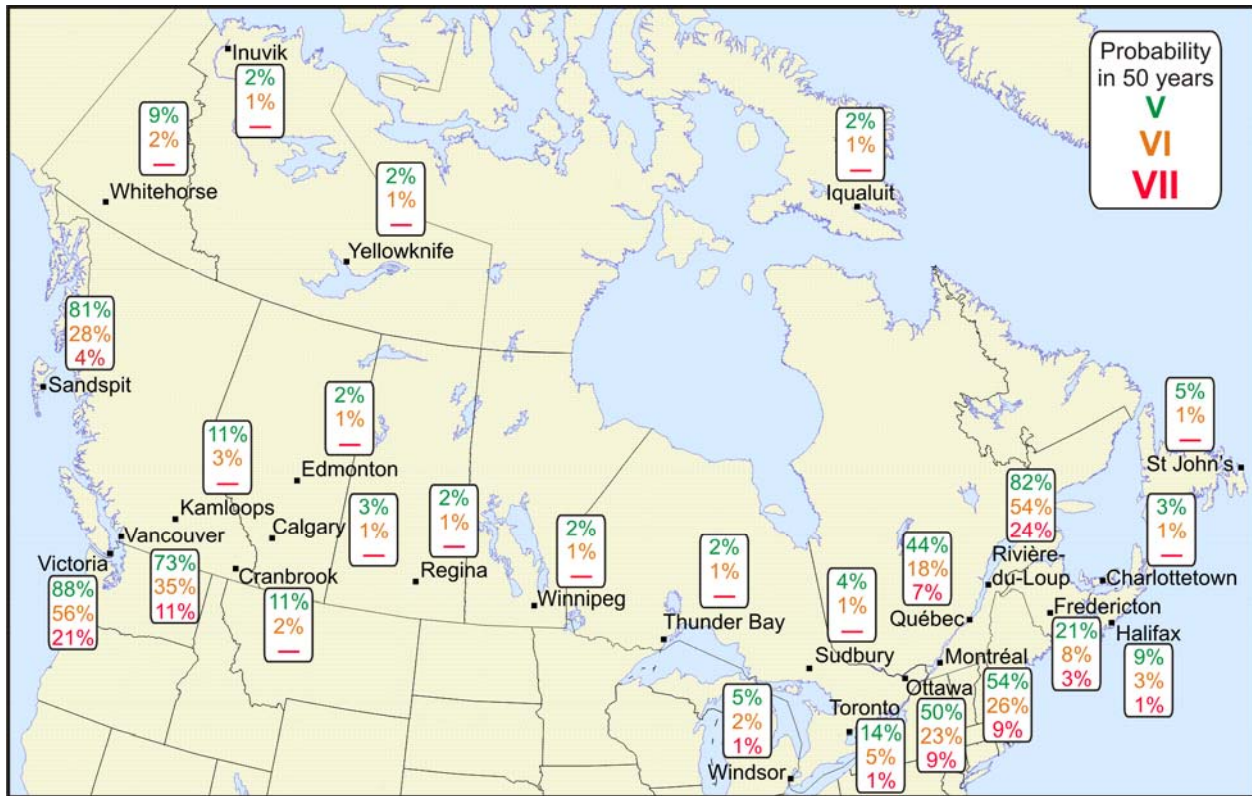 Inuvik
2%
1%
—
9%
2%
—
Whitehorse
2%
1%
—
Yellowknife
2%
1%
—
Iqualuit
Probability
in 50 years
V
VI
VII
81%
28%
4%
Sandspit
2%
1%
—
Edmonton
11%
3%
—
Kamloops
Vancouver
73%
35%
11%
Victoria
88%
56%
21%
Calgary
3%
1%
—
Cranbrook
11%
2%
—
2%
1%
—
Regina
2%
1%
—
Winnipeg
2%
1%
—
Thunder Bay
4%
1%
—
Sudbury
5%
2%
1%
Windsor
Toronto
14%
5%
1%
Ottawa
50%
23%
9%
Montréal
54%
26%
9%
44%
18%
7%
Québec
82%
54%
24%
Rivière-
du-Loup
5%
1%
—
St John's
3%
1%
—
Charlottetown
Fredericton
21%
8%
3%
Halifax
9%
3%
1%